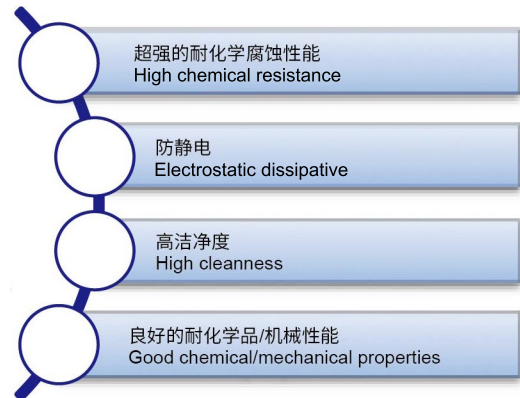 超强的耐化学腐蚀性能
High chemical resistance
防静电
Electrostatic dissipative
高洁净度
High cleanness
良好的耐化学品/机械性能
Good chemical/mechanical properties